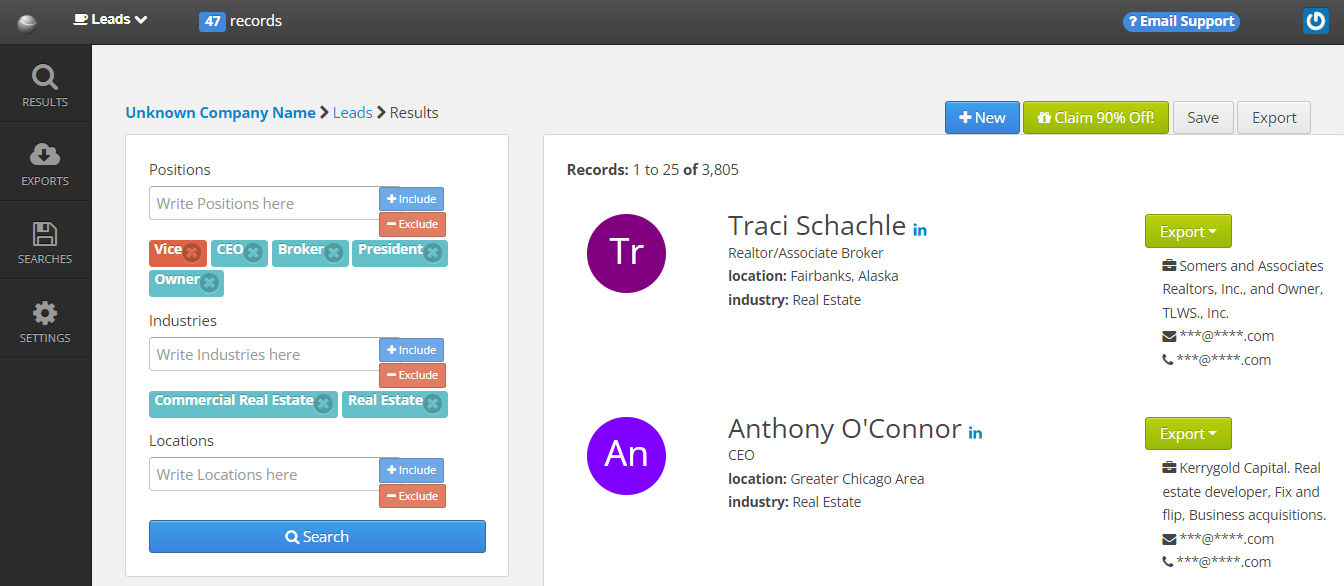 Leads
47 records
? Email Support
RESULTS
EXPORTS
SEARCHES
SETTINGS
Unknown Company Name > Leads > Results
+ New
Claim 90% Off!
Save
Export
Positions
Write Positions here
+ Include
− Exclude
Vice CEO Broker President
Owner
Industries
Write Industries here
+ Include
− Exclude
Commercial Real Estate Real Estate
Locations
Write Locations here
+ Include
− Exclude
Search
Records: 1 to 25 of 3,805
Tr
Traci Schachle in
Realtor/Associate Broker
location: Fairbanks, Alaska
industry: Real Estate
Export
Somers and Associates
Realtors, Inc., and Owner,
TLWS., Inc.
***@****.com
***@****.com
An
Anthony O'Connor in
CEO
location: Greater Chicago Area
industry: Real Estate
Export
Kerrygold Capital. Real
estate developer, Fix and
flip, Business acquisitions.
***@****.com
***@****.com